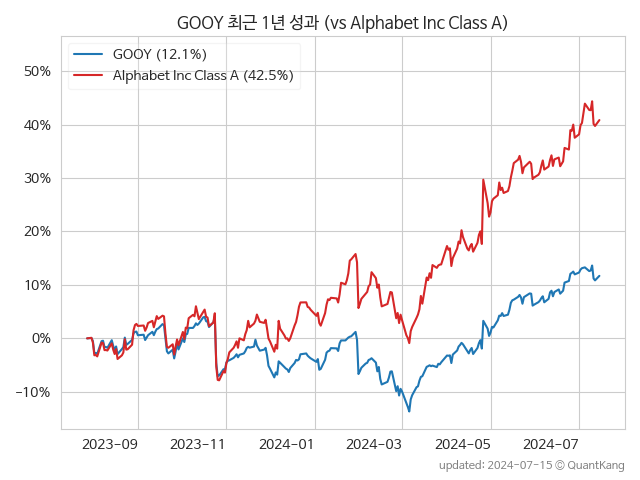 GOOY 최근 1년 성과 (vs Alphabet Inc Class A)
GOOY (12.1%)
Alphabet Inc Class A (42.5%)
50%
40%
30%
20%
10%
0%
−10%
2023-09 2023-11 2024-01 2024-03 2024-05 2024-07
updated: 2024-07-15 © QuantKang